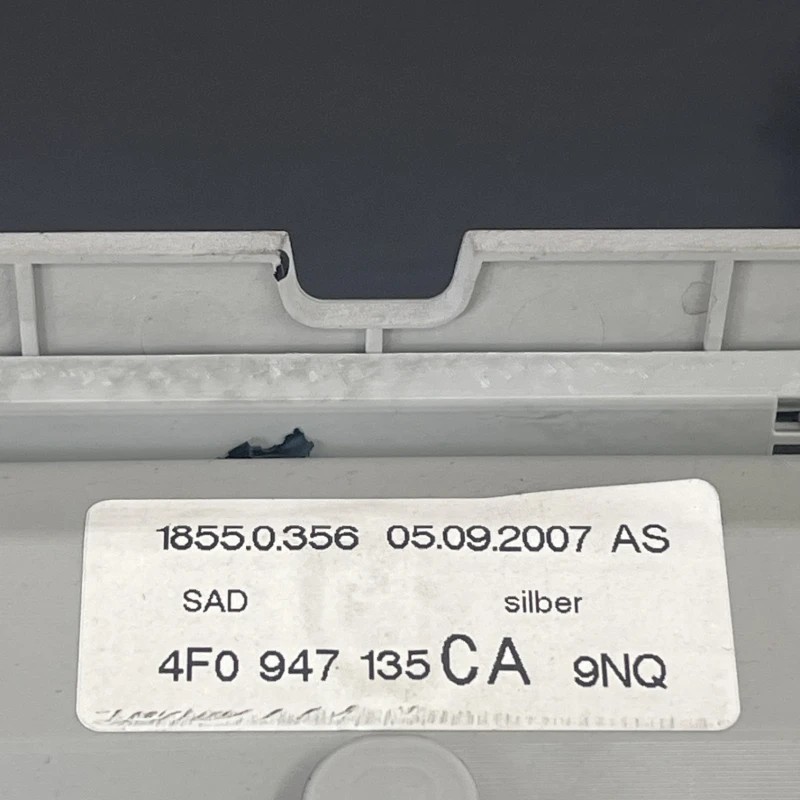 1855.0.356 05.09.2007 AS
SAD silber
4F0 947 135 CA 9NQ